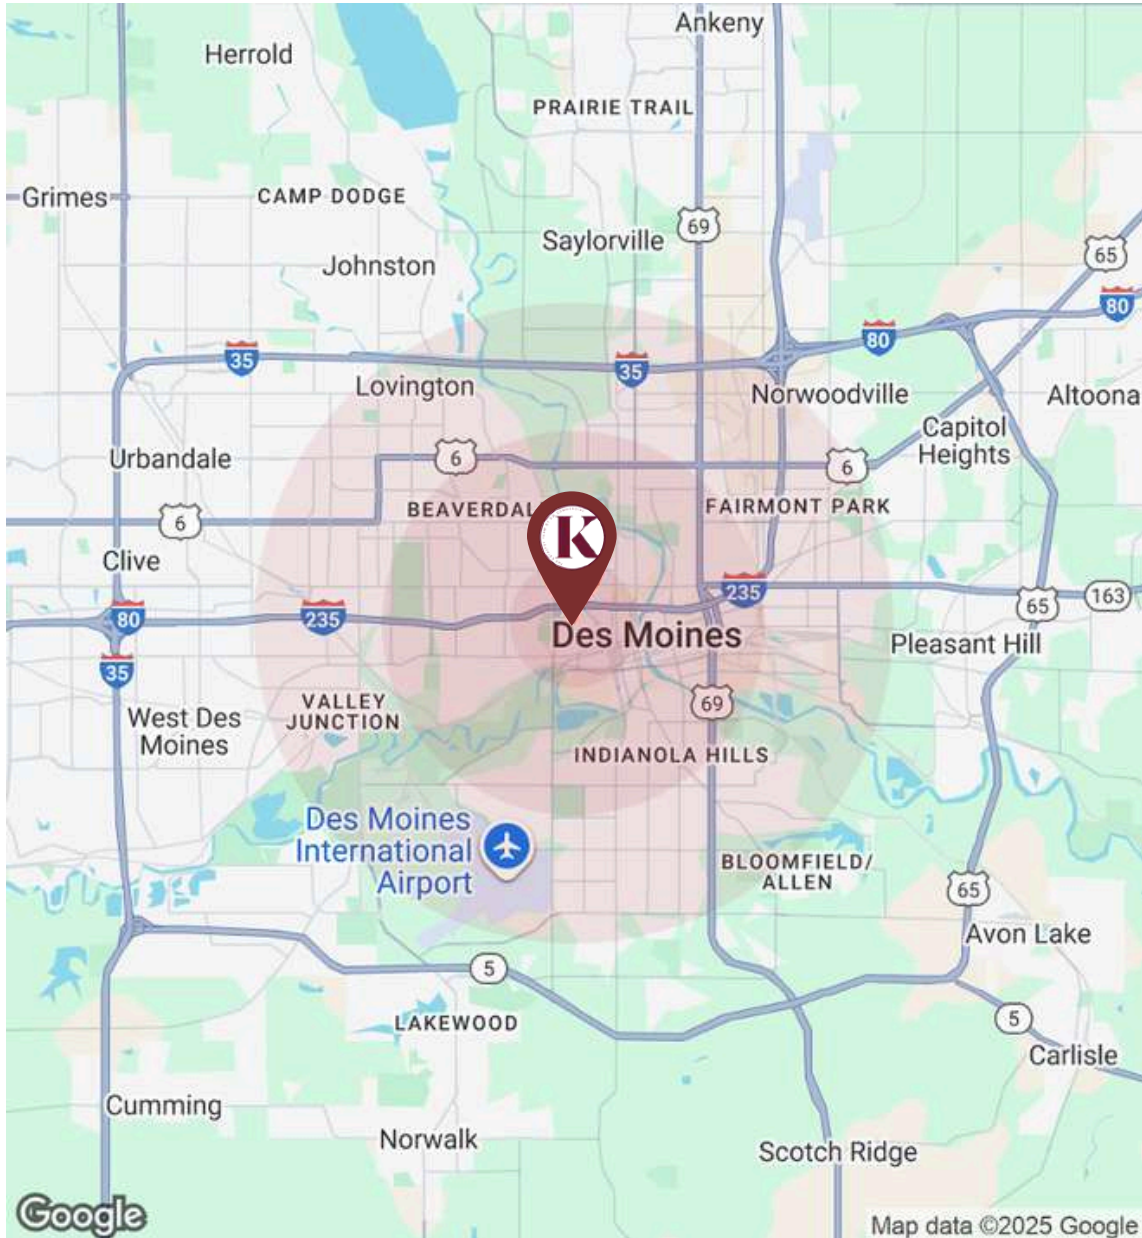 Ankeny
Herrold
PRAIRIE TRAIL
Grimes
CAMP DODGE
69
Saylorville
65
Johnston
80
35
35
80
Lovington
Norwoodville
Altoona
Capitol
Heights
Urbandale
6
6
BEAVERDAL
FAIRMONT PARK
6
K
Clive
235
163
65
80
235
Des Moines
Pleasant Hill
35
VALLEY
JUNCTION
69
West Des
Moines
INDIANOLA HILLS
Des Moines
International
Airport
BLOOMFIELD/
ALLEN
65
Avon Lake
5
LAKEWOOD
5
Carlisle
Cumming
Norwalk
Scotch Ridge
Google
Map data ©2025 Google